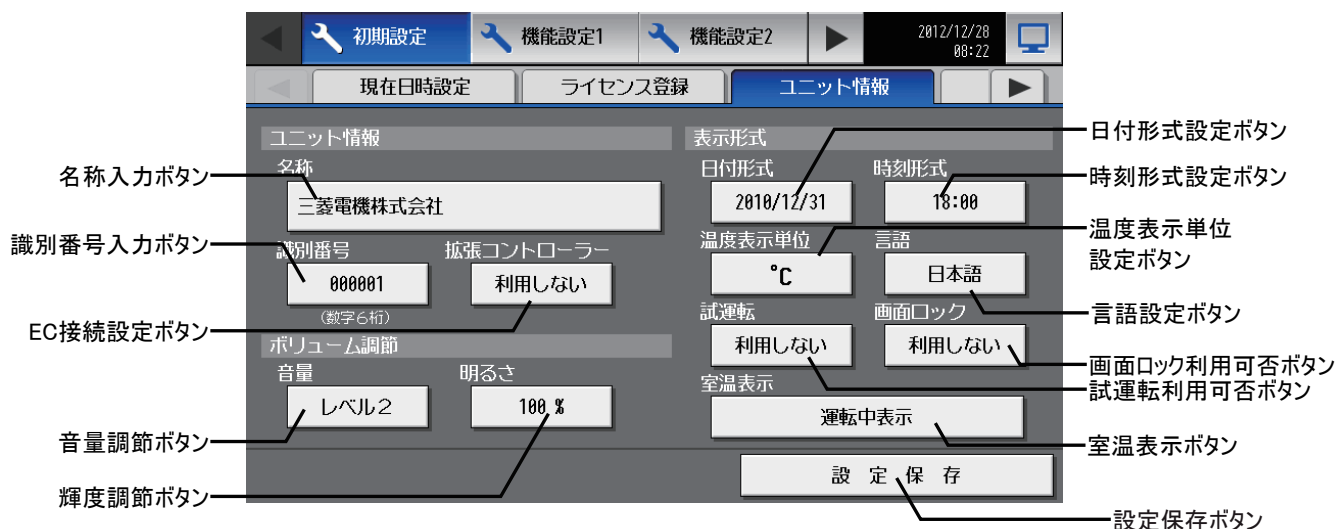 初期設定
機能設定1
機能設定2
2012/12/28
08:22
現在日時設定
ライセンス登録
ユニット情報
ユニット情報
名称
三菱電機株式会社
識別番号
拡張コントローラー
000001
利用しない
(数字6桁)
ボリューム調節
音量
明るさ
レベル2
100 %
表示形式
日付形式
時刻形式
2010/12/31
18:00
温度表示単位
言語
℃
日本語
試運転
画面ロック
利用しない
利用しない
室温表示
運転中表示
設 定 保 存
名称入力ボタン
識別番号入力ボタン
EC接続設定ボタン
音量調節ボタン
輝度調節ボタン
日付形式設定ボタン
時刻形式設定ボタン
温度表示単位
設定ボタン
言語設定ボタン
画面ロック利用可否ボタン
試運転利用可否ボタン
室温表示ボタン
設定保存ボタン